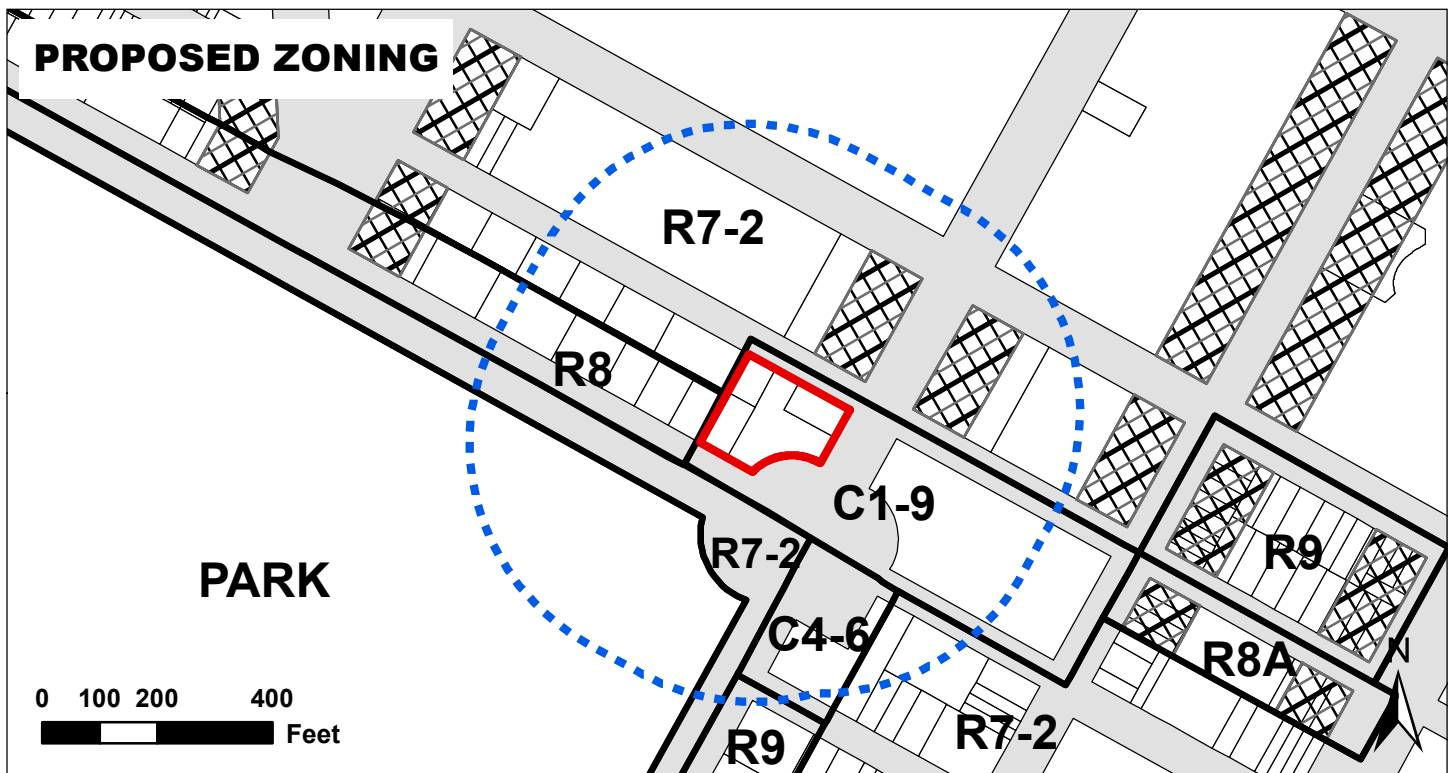 PROPOSED ZONING
R7-2
R8
C1-9
R7-2
R9
PARK
C4-6
R8A
N
0 100 200 400
Feet
R7-2
R9